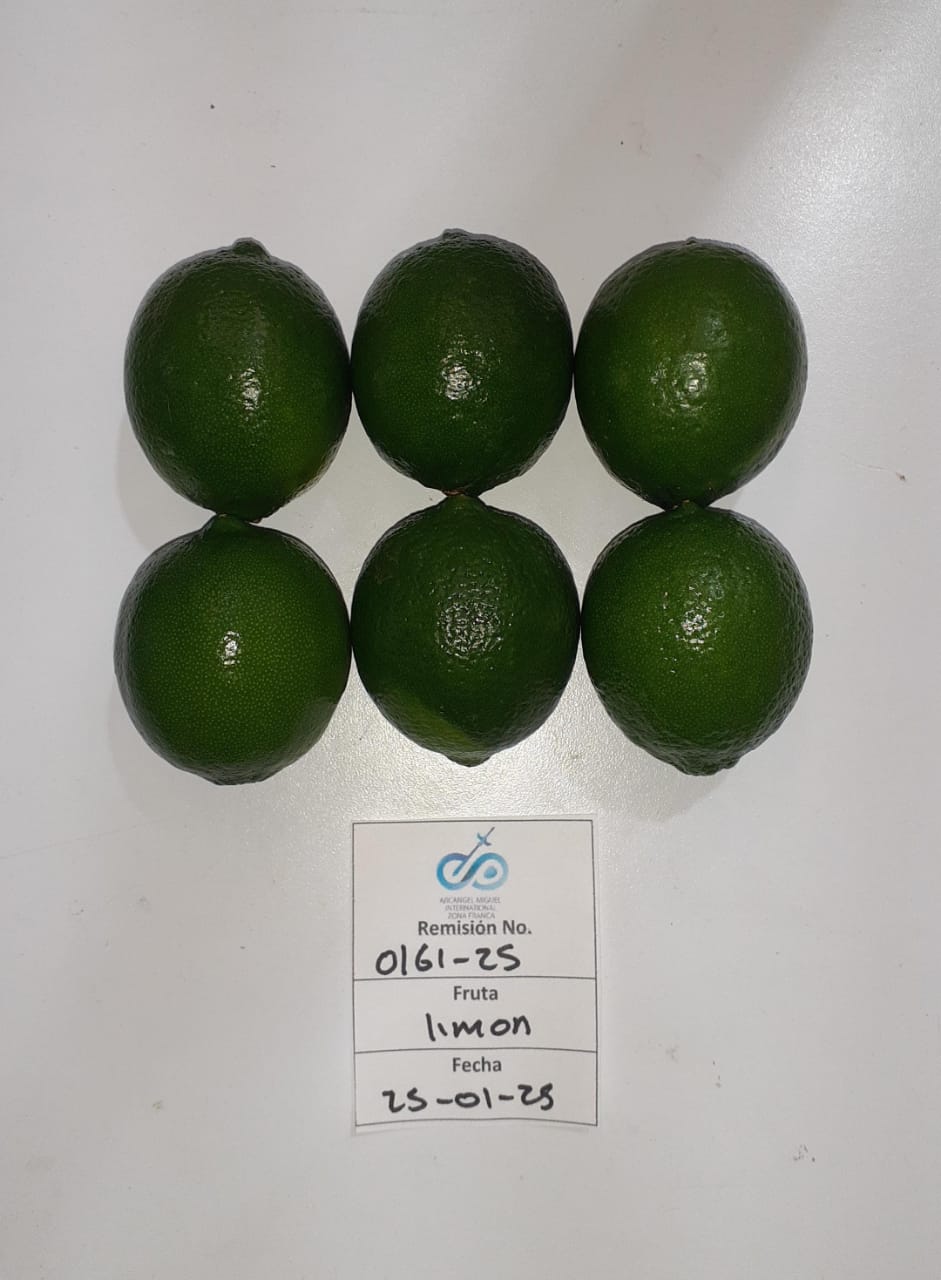 ARCANGEL MIGUEL
INTERNATIONAL
ZONA FRANCA
Remisión No.
0161-25
Fruta
limon
Fecha
25-01-25